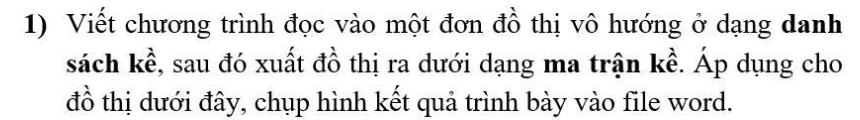 1) Viết chương trình đọc vào một đơn đồ thị vô hướng ở dạng danh
sách kề, sau đó xuất đồ thị ra dưới dạng ma trận kề. Áp dụng cho
đồ thị dưới đây, chụp hình kết quả trình bày vào file word.